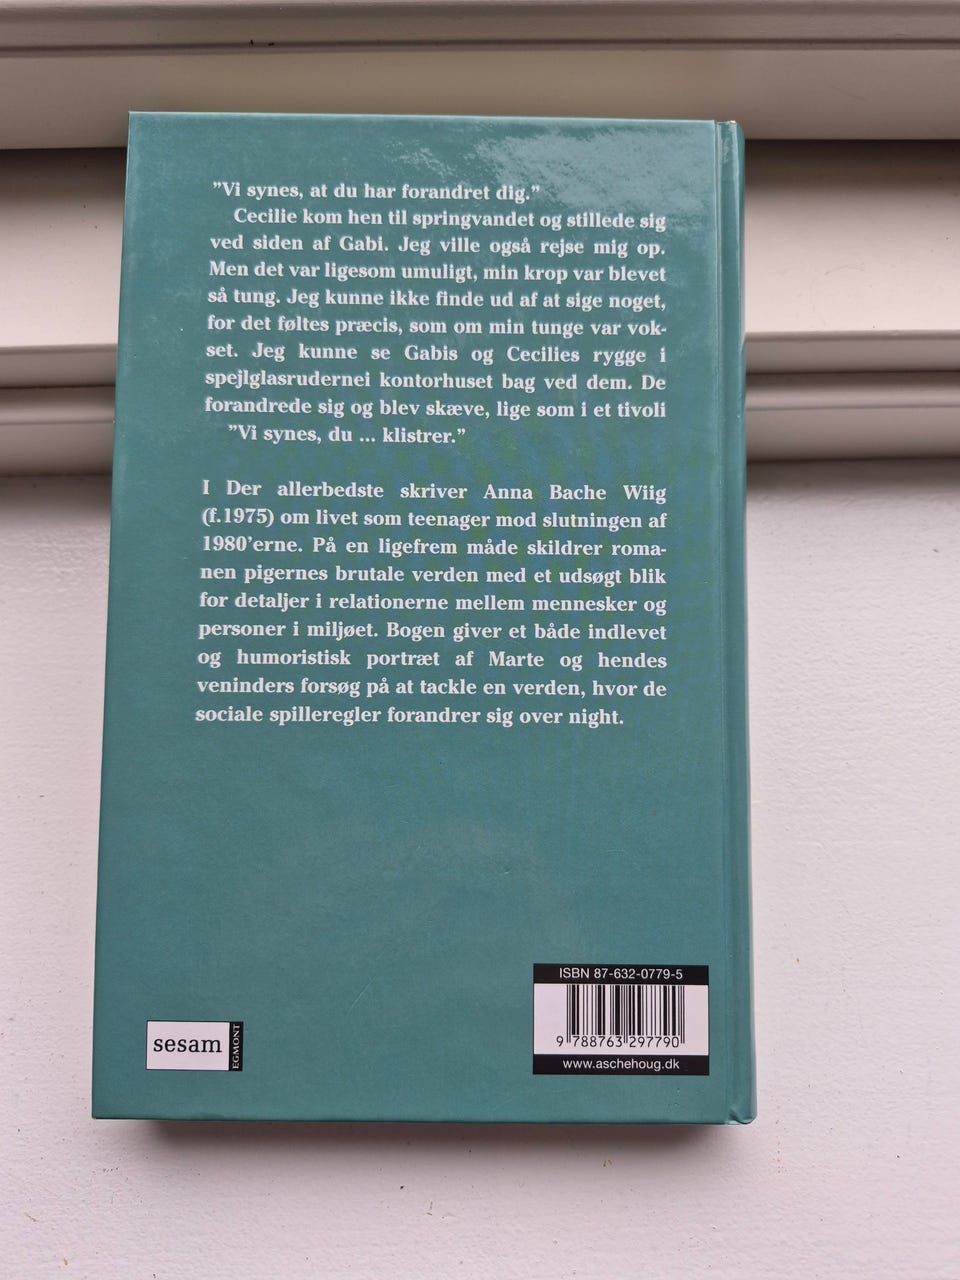 ”Vi synes, at du har forandret dig.”
Cecilie kom hen til springvandet og stillede sig
ved siden af Gabi. Jeg ville også rejse mig op.
Men det var ligesom umuligt, min krop var blevet
så tung. Jeg kunne ikke finde ud af at sige noget,
for det føltes præcis, som om min tunge var vok-
set. Jeg kunne se Gabis og Cecilies rygge i
spejlglasrudernei kontorhuset bag ved dem. De
forandrede sig og blev skæve, lige som i et tivoli
”Vi synes, du ... klistrer.”
I Der allerbedste skriver Anna Bache Wiig
(f.1975) om livet som teenager mod slutningen af
1980’erne. På en ligefrem måde skildrer roma-
nen pigernes brutale verden med et udsøgt blik
for detaljer i relationerne mellem mennesker og
personer i miljøet. Bogen giver et både indlevet
og humoristisk portræt af Marte og hendes
veninders forsøg på at tackle en verden, hvor de
sociale spilleregler forandrer sig over night.
ISBN 87-632-0779-5
9 788763 297790
www.aschehoug.dk
sesam
EGMONT